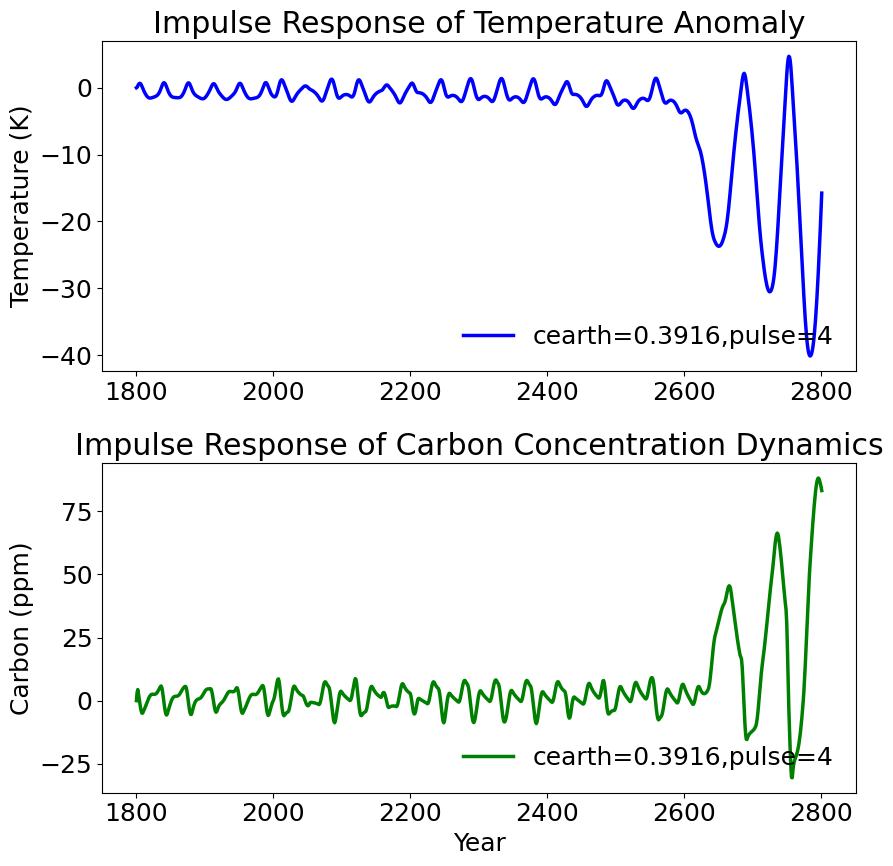 Impulse Response of Temperature Anomaly
Temperature (K)
0
−10
−20
−30
−40
cearth=0.3916,pulse=4
1800 2000 2200 2400 2600 2800
Impulse Response of Carbon Concentration Dynamics
Carbon (ppm)
75
50
25
0
−25
cearth=0.3916,pulse=4
1800 2000 2200 2400 2600 2800
Year